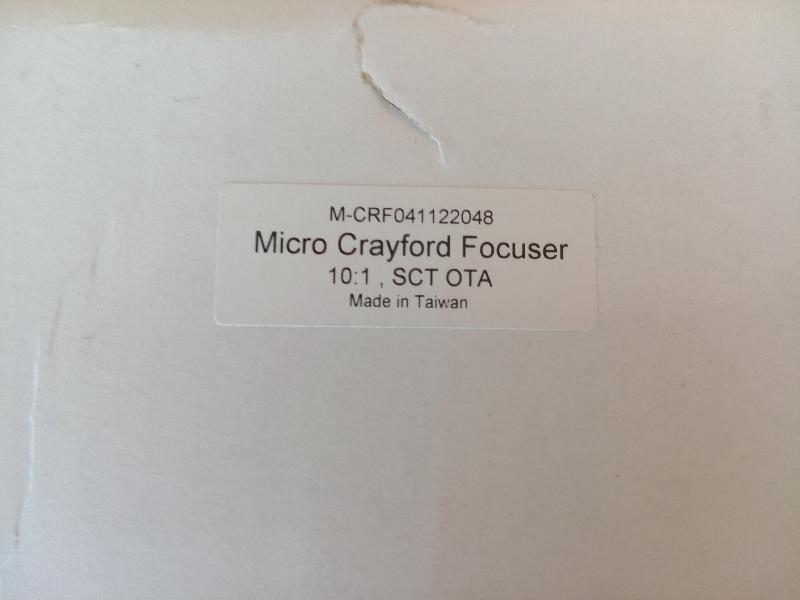 M-CRF041122048
Micro Crayford Focuser
10:1 , SCT OTA
Made in Taiwan